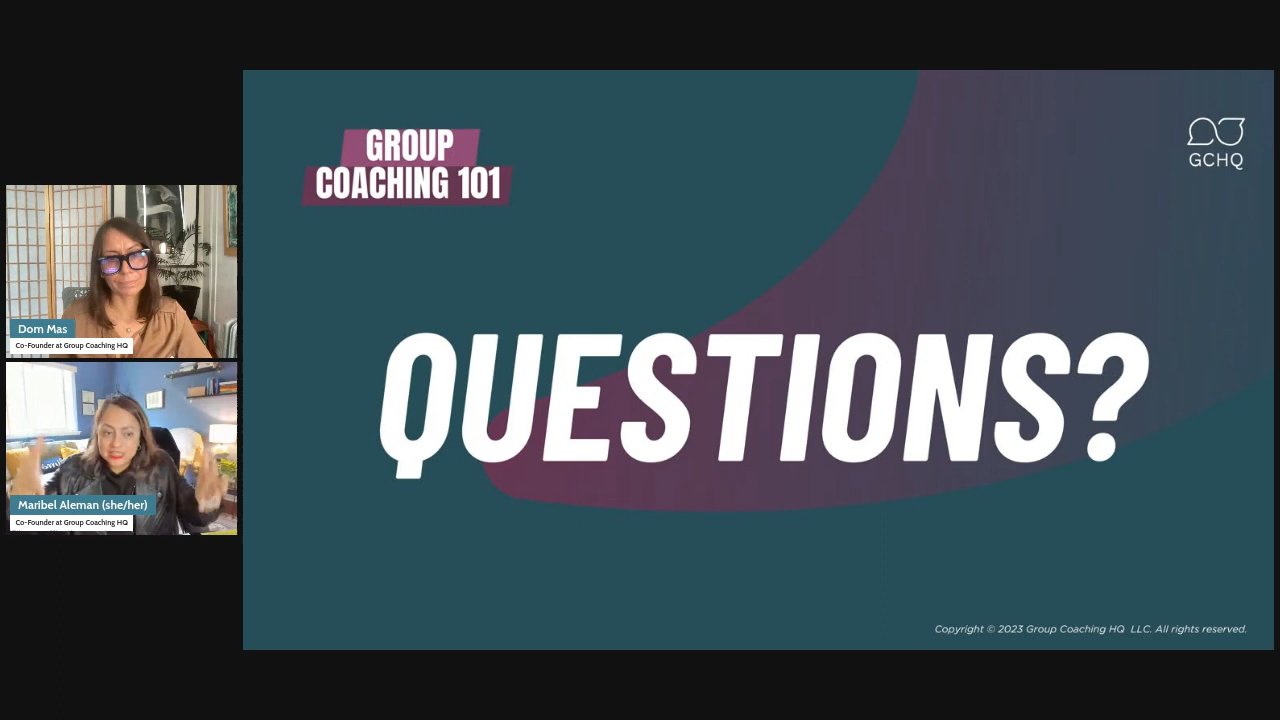 GROUP
COACHING 101
GCHQ
QUESTIONS?
Dom Mas
Co-Founder at Group Coaching HQ
Maribel Aleman (she/her)
Co-Founder at Group Coaching HQ
Copyright © 2023 Group Coaching HQ LLC. All rights reserved.